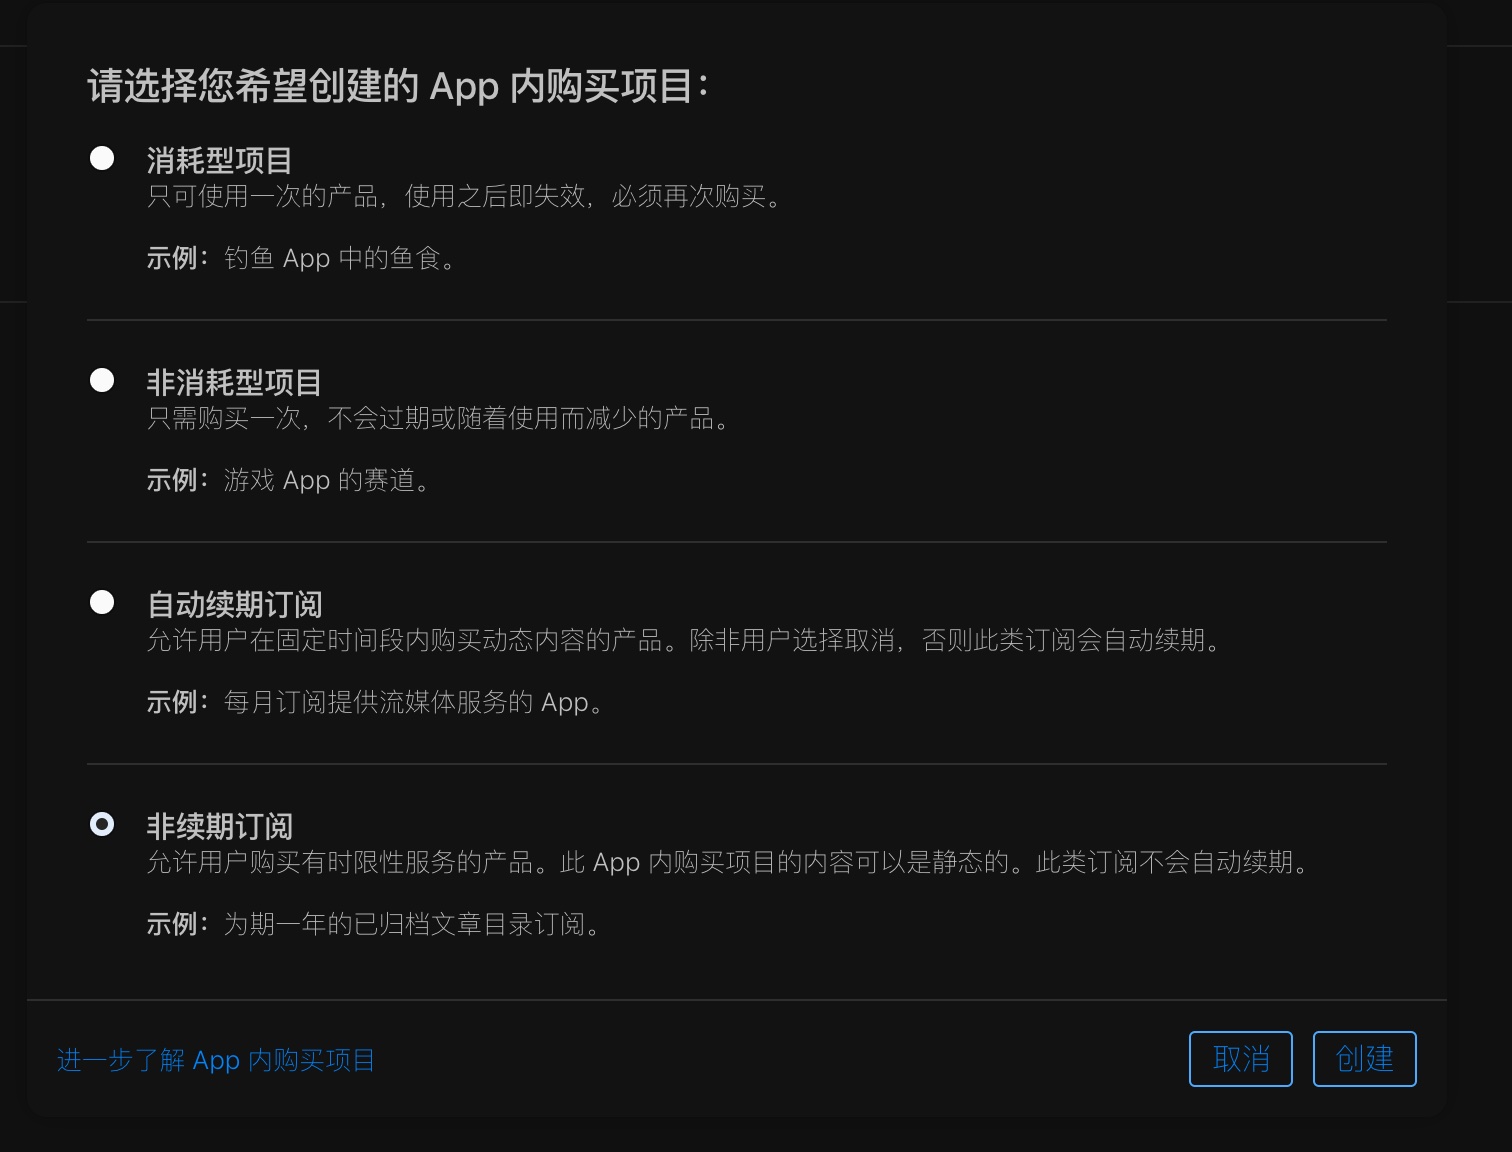 请选择您希望创建的 App 内购买项目：
消耗型项目
只可使用一次的产品，使用之后即失效，必须再次购买。
示例：钓鱼 App 中的鱼食。
非消耗型项目
只需购买一次，不会过期或随着使用而减少的产品。
示例：游戏 App 的赛道。
自动续期订阅
允许用户在固定时间段内购买动态内容的产品。除非用户选择取消，否则此类订阅会自动续期。
示例：每月订阅提供流媒体服务的 App。
非续期订阅
允许用户购买有时限性服务的产品。此 App 内购买项目的内容可以是静态的。此类订阅不会自动续期。
示例：为期一年的已归档文章目录订阅。
进一步了解 App 内购买项目
取消
创建